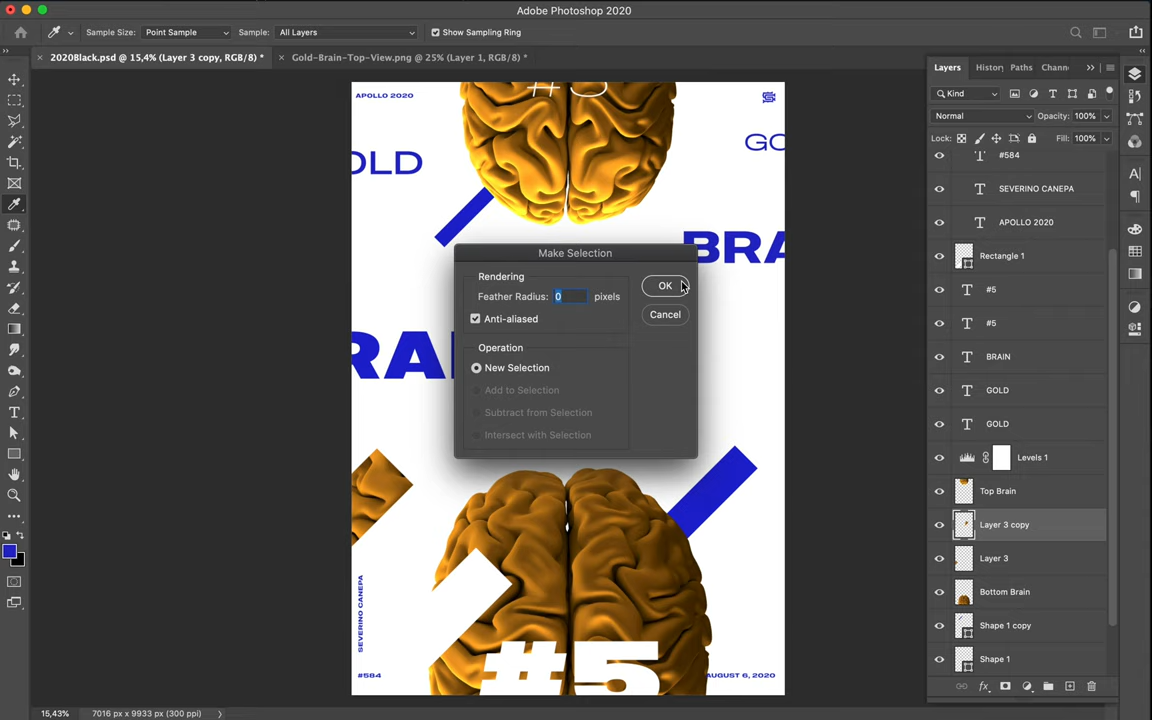 Adobe Photoshop 2020
Sample Size: Point Sample Sample: All Layers Show Sampling Ring
2020Black.psd @ 15,4% (Layer 3 copy, RGB/8) * Gold-Brain-Top-View.png @ 25% (Layer 1, RGB/8) *
Layers Histor Paths Chann
Kind
Normal Opacity: 100%
Lock: Fill: 100%
#584
SEVERINO CANEPA
APOLLO 2020
Rectangle 1
#5
#5
BRAIN
GOLD
GOLD
Levels 1
Top Brain
Layer 3 copy
Layer 3
Bottom Brain
Shape 1 copy
Shape 1
APOLLO 2020
GO
OLD
BRA
RA
SEVERINO CANEPA
#5
#584
AUGUST 6, 2020
Make Selection
Rendering
Feather Radius: 0 pixels
Anti-aliased
OK
Cancel
Operation
New Selection
Add to Selection
Subtract from Selection
Intersect with Selection
15,43% 7016 px x 9933 px (300 ppi)